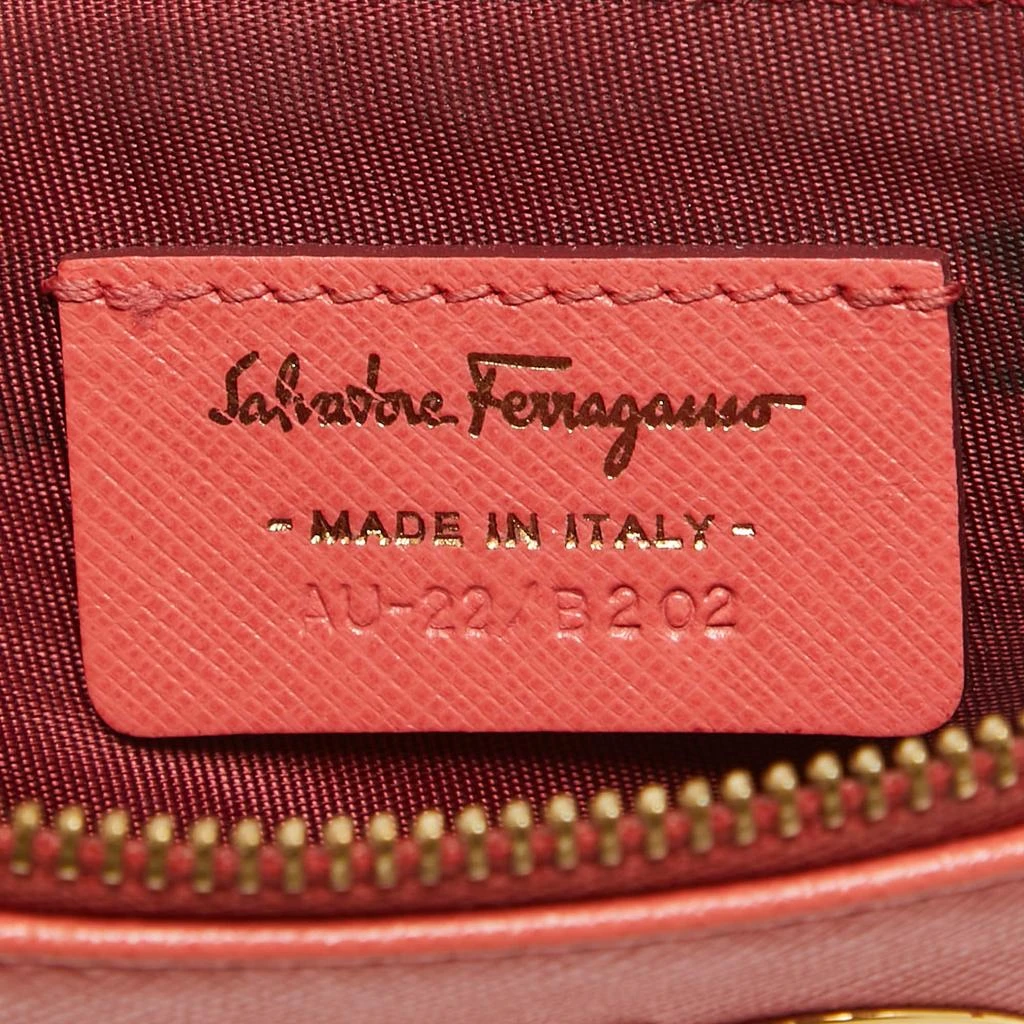 Salvatore Ferragamo
- MADE IN ITALY -
AU-22/B202